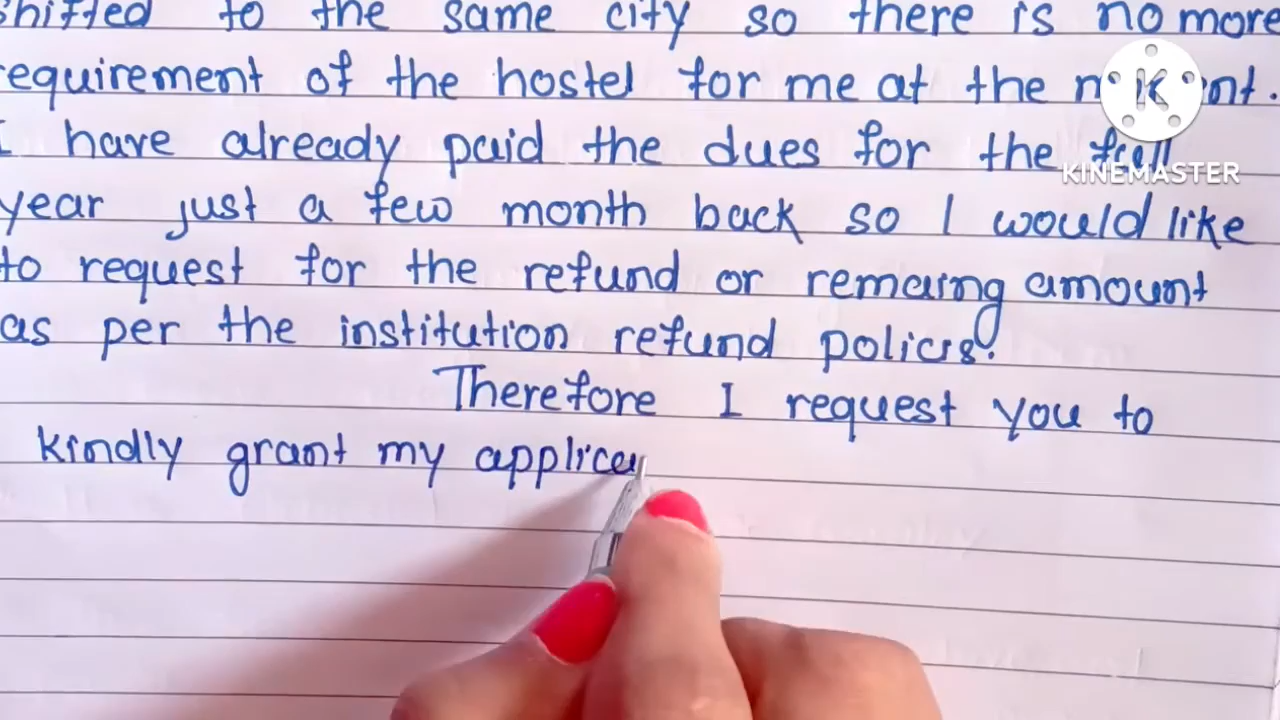 shifted to the same city so there is no more
requirement of the hostel for me at the
I have already paid the dues for the full
KINEMASTER
year just a few month back so I would like
to request for the refund or remaing amount
as per the institution refund policis.
Therefore I request you to
kindly grant my applica